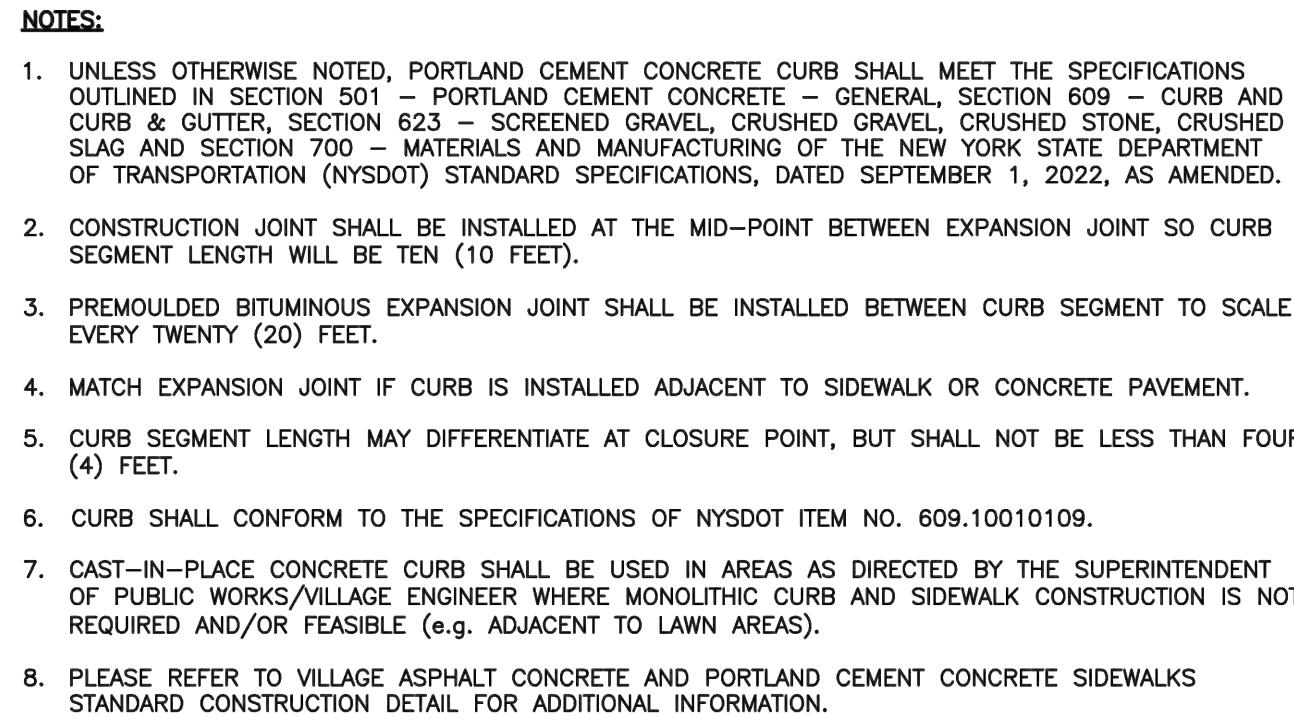 NOTES:
1. UNLESS OTHERWISE NOTED, PORTLAND CEMENT CONCRETE CURB SHALL MEET THE SPECIFICATIONS
OUTLINED IN SECTION 501 – PORTLAND CEMENT CONCRETE – GENERAL, SECTION 609 – CURB AND
CURB & GUTTER, SECTION 623 – SCREENED GRAVEL, CRUSHED GRAVEL, CRUSHED STONE, CRUSHED
SLAG AND SECTION 700 – MATERIALS AND MANUFACTURING OF THE NEW YORK STATE DEPARTMENT
OF TRANSPORTATION (NYSDOT) STANDARD SPECIFICATIONS, DATED SEPTEMBER 1, 2022, AS AMENDED.
2. CONSTRUCTION JOINT SHALL BE INSTALLED AT THE MID–POINT BETWEEN EXPANSION JOINT SO CURB
SEGMENT LENGTH WILL BE TEN (10 FEET).
3. PREMOULDED BITUMINOUS EXPANSION JOINT SHALL BE INSTALLED BETWEEN CURB SEGMENT TO SCALE
EVERY TWENTY (20) FEET.
4. MATCH EXPANSION JOINT IF CURB IS INSTALLED ADJACENT TO SIDEWALK OR CONCRETE PAVEMENT.
5. CURB SEGMENT LENGTH MAY DIFFERENTIATE AT CLOSURE POINT, BUT SHALL NOT BE LESS THAN FOUR
(4) FEET.
6. CURB SHALL CONFORM TO THE SPECIFICATIONS OF NYSDOT ITEM NO. 609.10010109.
7. CAST–IN–PLACE CONCRETE CURB SHALL BE USED IN AREAS AS DIRECTED BY THE SUPERINTENDENT
OF PUBLIC WORKS/VILLAGE ENGINEER WHERE MONOLITHIC CURB AND SIDEWALK CONSTRUCTION IS NOT
REQUIRED AND/OR FEASIBLE (e.g. ADJACENT TO LAWN AREAS).
8. PLEASE REFER TO VILLAGE ASPHALT CONCRETE AND PORTLAND CEMENT CONCRETE SIDEWALKS
STANDARD CONSTRUCTION DETAIL FOR ADDITIONAL INFORMATION.